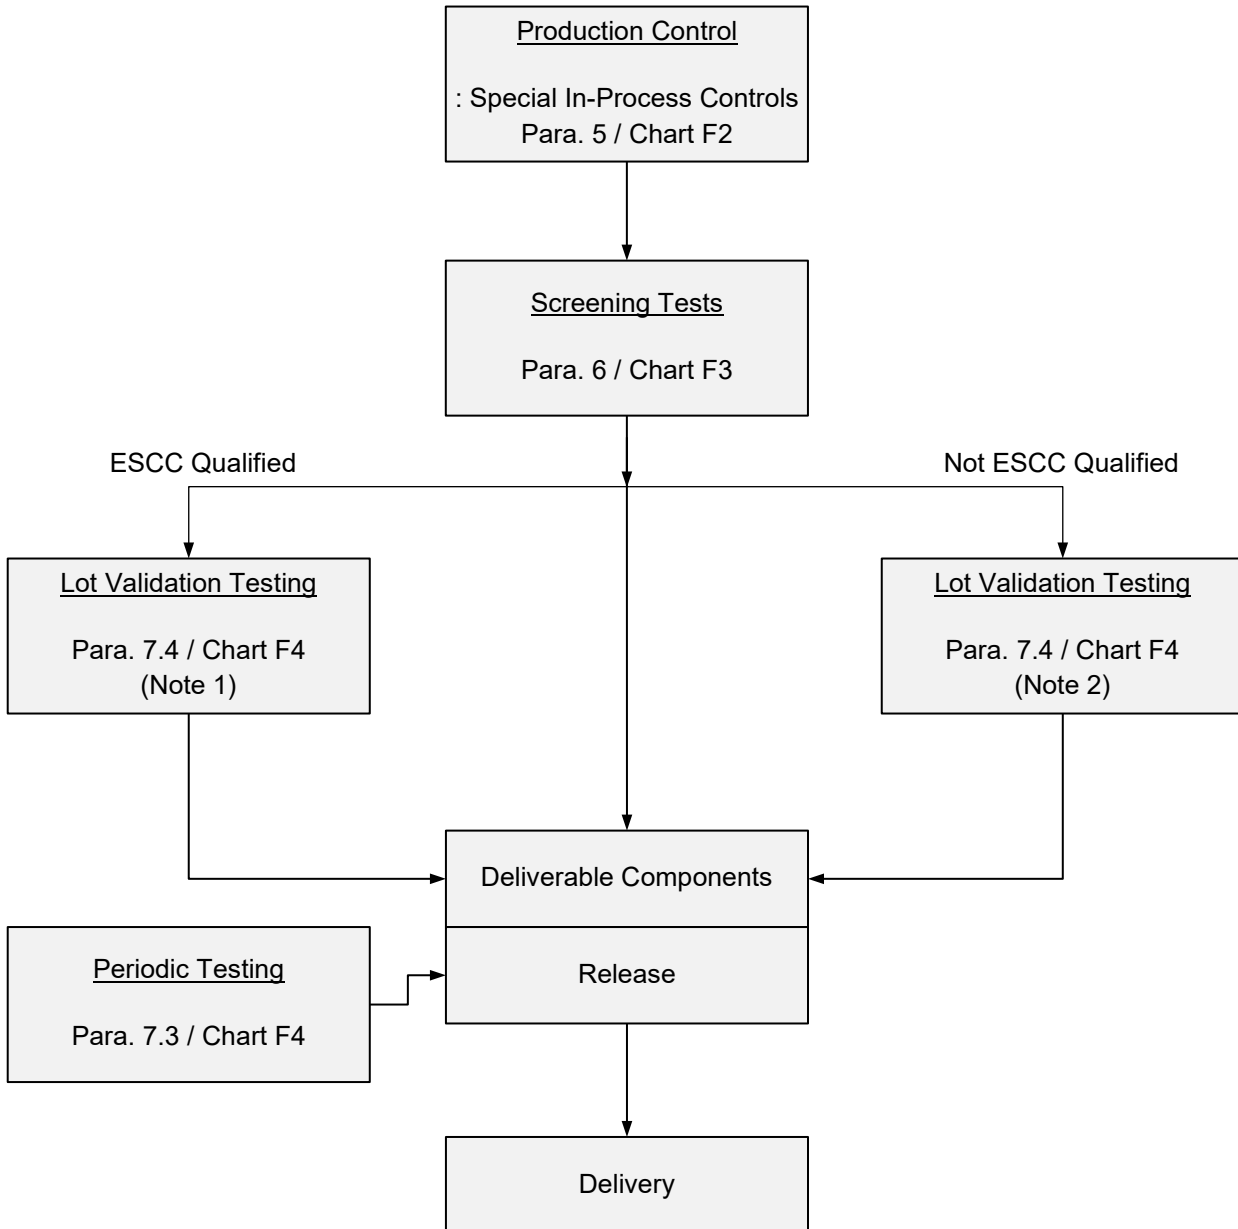 Production Control
: Special In-Process Controls
Para. 5 / Chart F2
Screening Tests
Para. 6 / Chart F3
ESCC Qualified
Not ESCC Qualified
Lot Validation Testing
Para. 7.4 / Chart F4
(Note 1)
Lot Validation Testing
Para. 7.4 / Chart F4
(Note 2)
Deliverable Components
Periodic Testing
Para. 7.3 / Chart F4
Release
Delivery